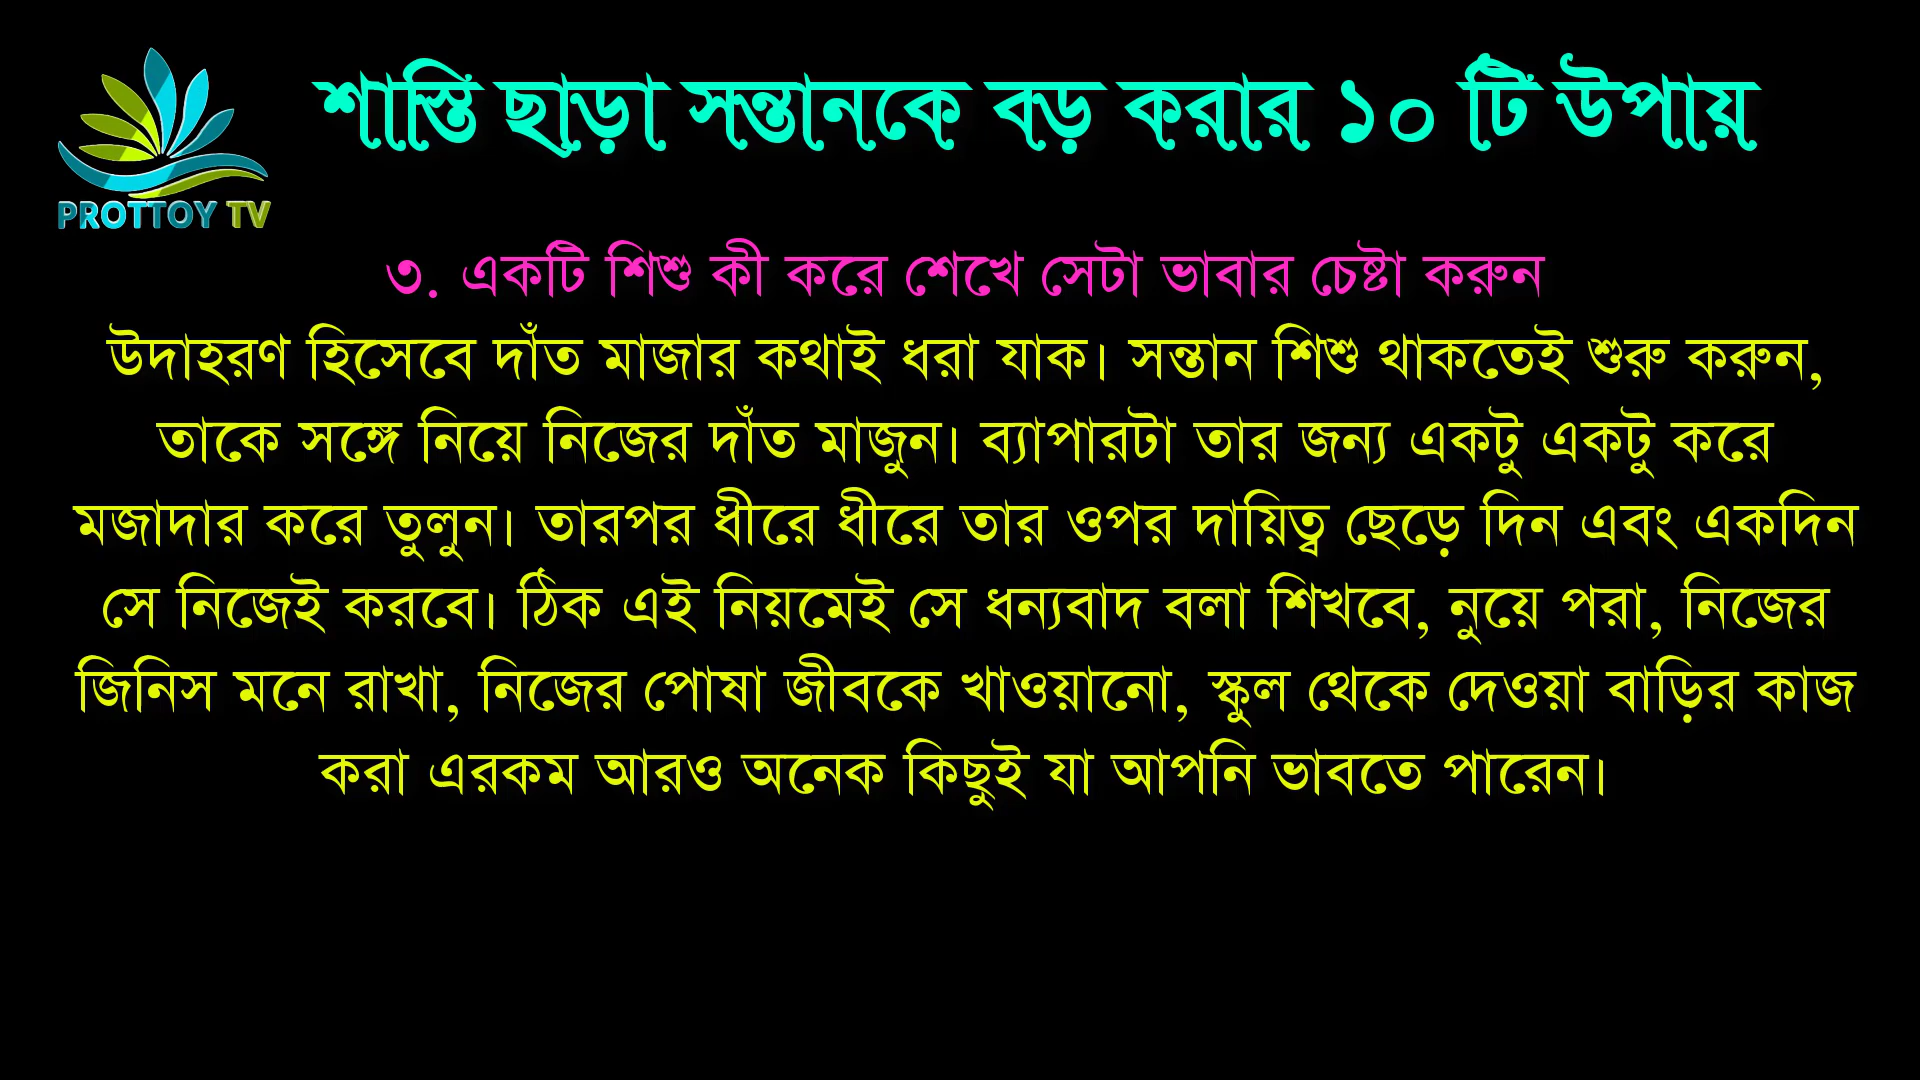 শাস্তি ছাড়া সন্তানকে বড় করার ১০ টি উপায়
PROTTOY TV
৩. একটি শিশু কী করে শেখে সেটা ভাবার চেষ্টা করুন
উদাহরণ হিসেবে দাঁত মাজার কথাই ধরা যাক। সন্তান শিশু থাকতেই শুরু করুন,
তাকে সঙ্গে নিয়ে নিজের দাঁত মাজুন। ব্যাপারটা তার জন্য একটু একটু করে
মজাদার করে তুলুন। তারপর ধীরে ধীরে তার ওপর দায়িত্ব ছেড়ে দিন এবং একদিন
সে নিজেই করবে। ঠিক এই নিয়মেই সে ধন্যবাদ বলা শিখবে, নুয়ে পরা, নিজের
জিনিস মনে রাখা, নিজের পোষা জীবকে খাওয়ানো, স্কুল থেকে দেওয়া বাড়ির কাজ
করা এরকম আরও অনেক কিছুই যা আপনি ভাবতে পারেন।